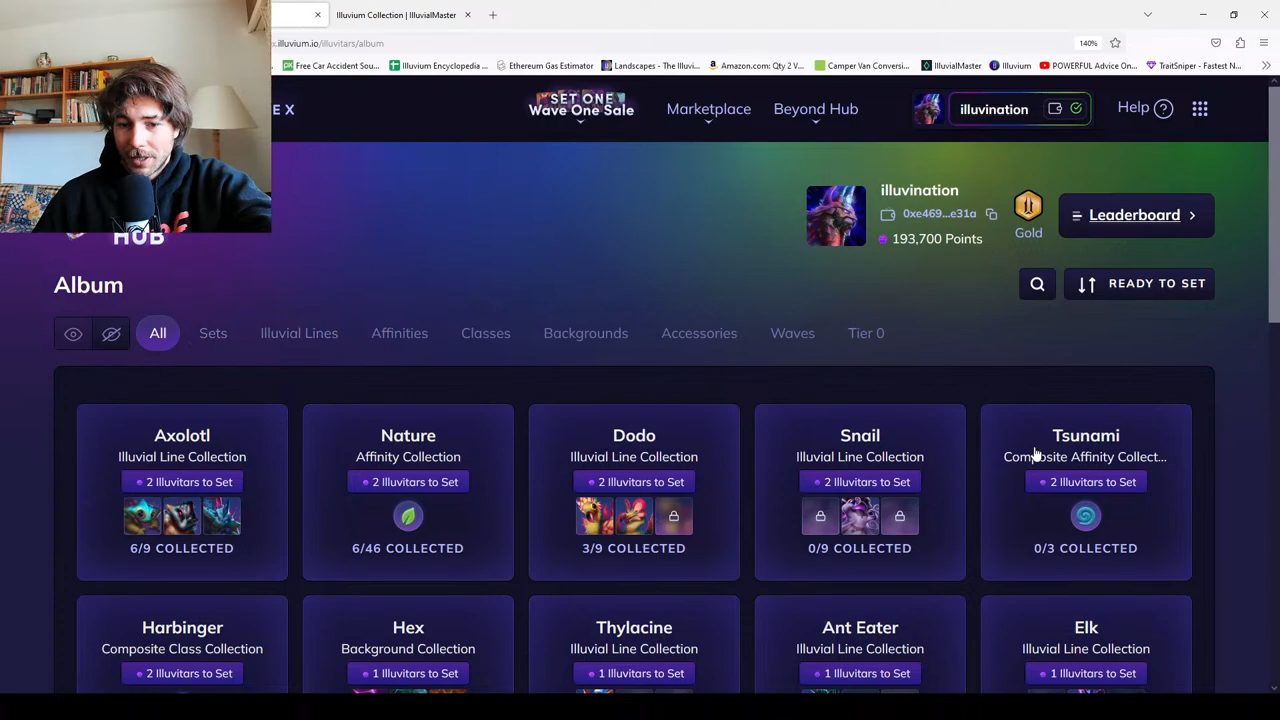 Illuvium Collection | IlluvialMaster
.illuvium.io/illuvitars/album
140%
Free Car Accident Sou...
Illuvium Encyclopedia ...
Ethereum Gas Estimator
Landscapes - The Illuvi...
Amazon.com: Qty 2 V...
Camper Van Conversi...
IlluvialMaster
Illuvium
POWERFUL Advice On...
TraitSniper - Fastest N...
E X
SET ONE
Wave One Sale
Marketplace
Beyond Hub
illuvination
Help
HUB
illuvination
0xe469...e31a
193,700 Points
Gold
Leaderboard
Album
READY TO SET
All
Sets
Illuvial Lines
Affinities
Classes
Backgrounds
Accessories
Waves
Tier 0
Axolotl
Illuvial Line Collection
2 Illuvitars to Set
6/9 COLLECTED
Nature
Affinity Collection
2 Illuvitars to Set
6/46 COLLECTED
Dodo
Illuvial Line Collection
2 Illuvitars to Set
3/9 COLLECTED
Snail
Illuvial Line Collection
2 Illuvitars to Set
0/9 COLLECTED
Tsunami
Composite Affinity Collect...
2 Illuvitars to Set
0/3 COLLECTED
Harbinger
Composite Class Collection
2 Illuvitars to Set
Hex
Background Collection
1 Illuvitars to Set
Thylacine
Illuvial Line Collection
1 Illuvitars to Set
Ant Eater
Illuvial Line Collection
1 Illuvitars to Set
Elk
Illuvial Line Collection
1 Illuvitars to Set